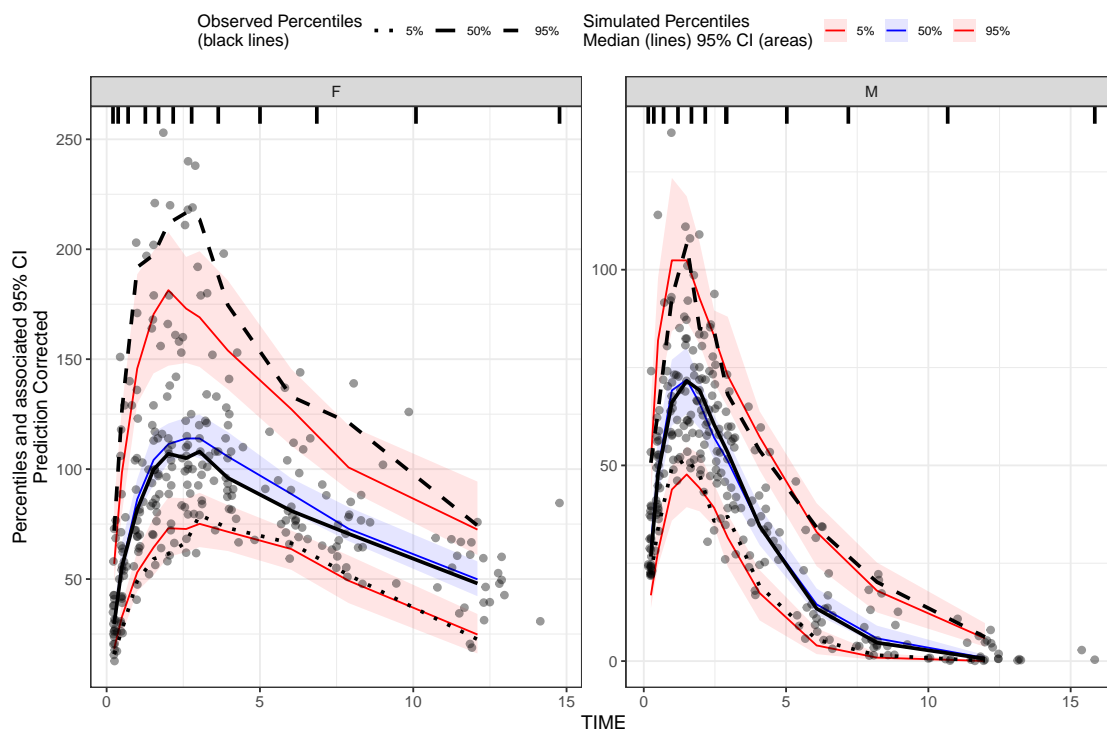 Observed Percentiles
(black lines)
5%
50%
95%
Simulated Percentiles
Median (lines) 95% CI (areas)
5%
50%
95%
F
M
Percentiles and associated 95% CI
Prediction Corrected
250
200
150
100
50
100
50
0
0
5
10
15
0
5
10
15
TIME